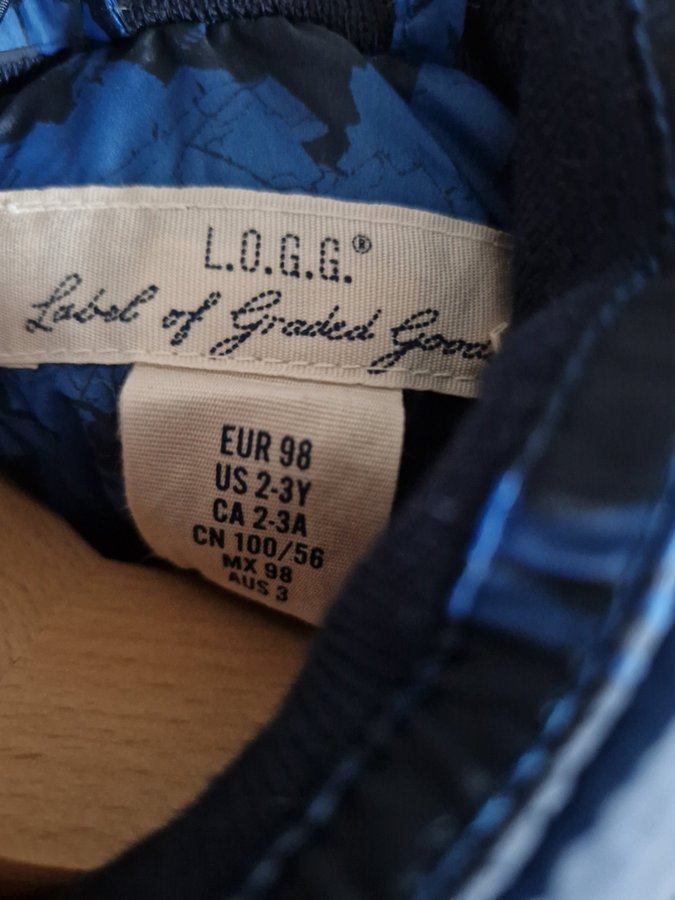 L.O.G.G.®
Label of Graded Goods
EUR 98
US 2-3Y
CA 2-3A
CN 100/56
MX 98
AUS 3